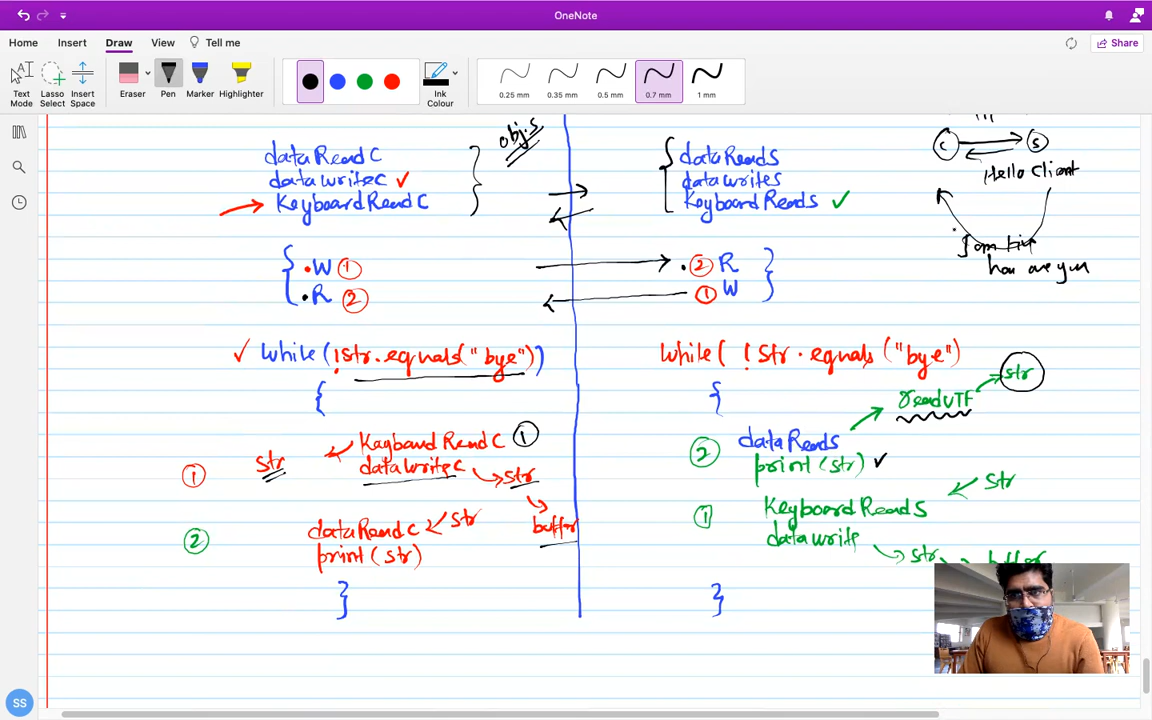 OneNote
Home Insert Draw View Tell me
Share
Text Mode
Lasso Select
Insert Space
Eraser
Pen
Marker
Highlighter
Ink Colour
0.25 mm
0.35 mm
0.5 mm
0.7 mm
1 mm
objs
dataReadC
dataWriteC
KeyboardReadC
dataReadS
dataWriteS
KeyboardReadS
C S
Hello Client
how are you
W 1
R 2
2 R
1 W
while (!str.equals("bye"))
{
while( !str.equals ("bye")
{
readUTF str
1 str
KeyboardReadC 1
dataWriteC str
buffer
2 dataReadC str
print (str)
}
2 dataReadS
print (str)
1 KeyboardReadS str
dataWrite str buffer
}
SS